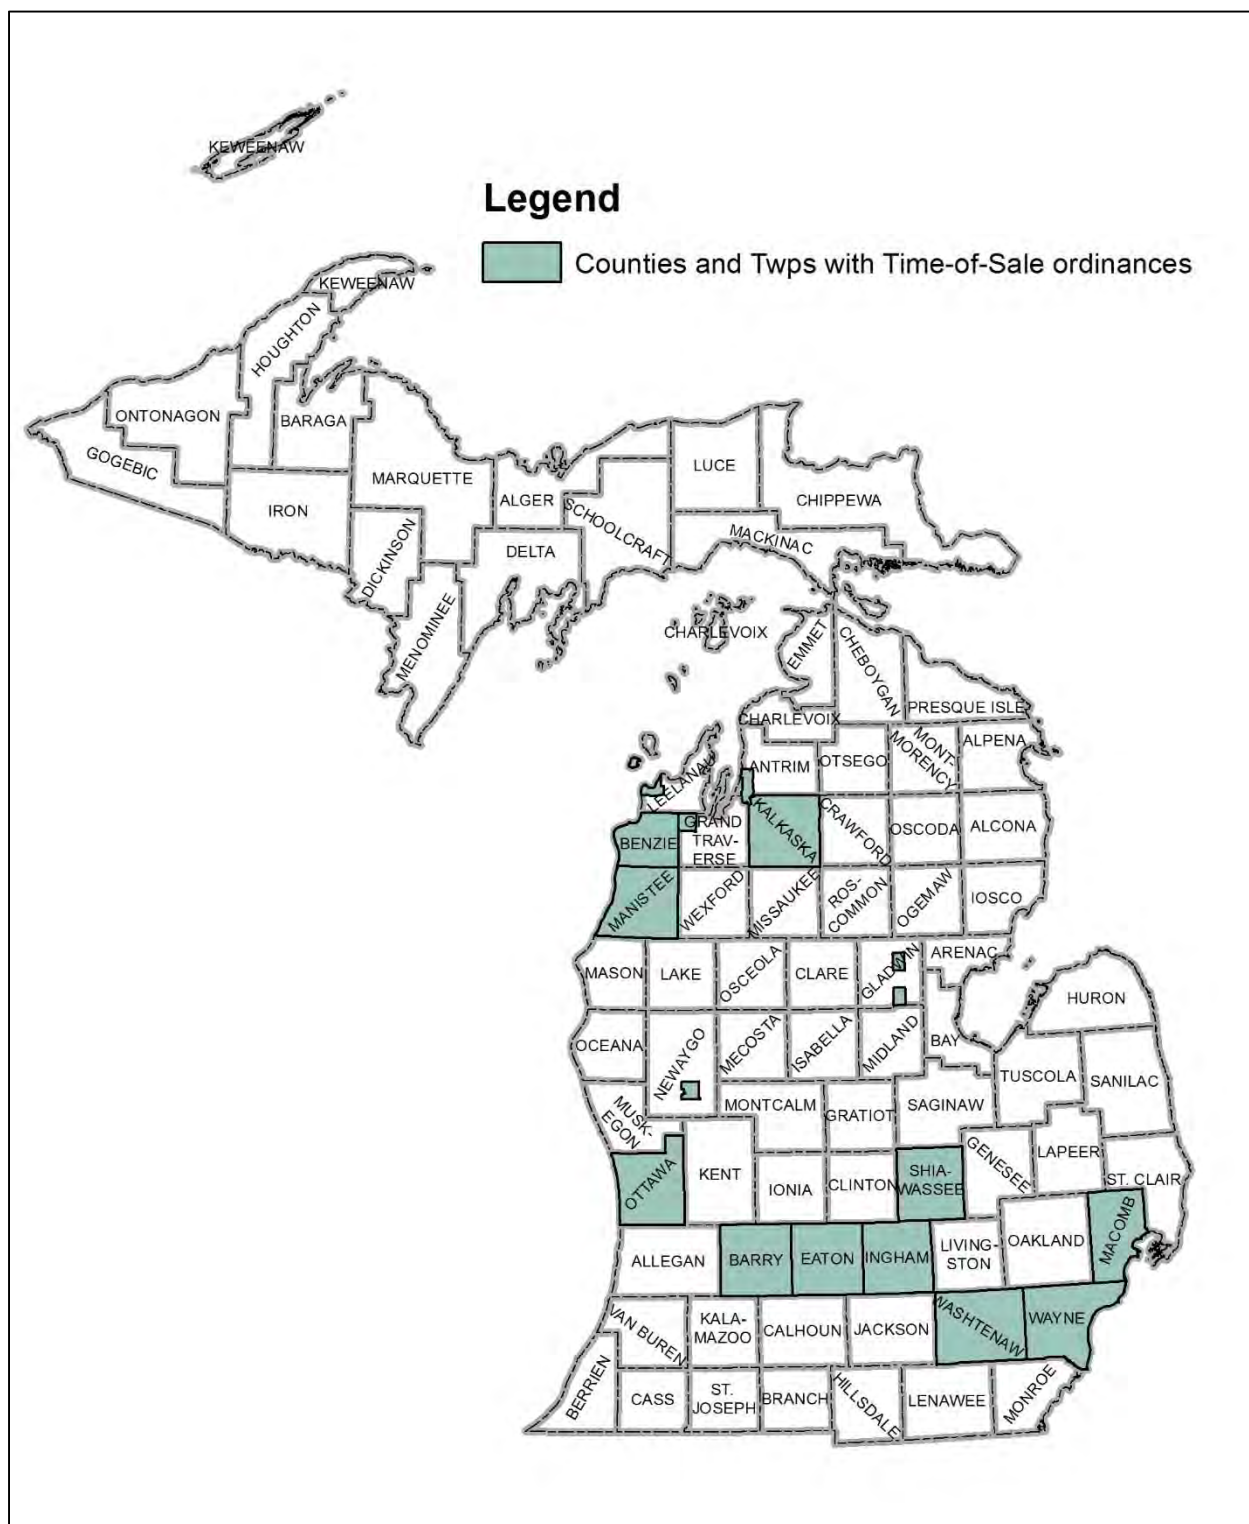 KEWEENAW
Legend
Counties and Twps with Time-of-Sale ordinances
KEWEENAW
HOUGHTON
ONTONAGON
BARAGA
GOGEBIC
MARQUETTE
LUCE
ALGER
CHIPPEWA
IRON
SCHOOLCRAFT
MACKINAC
DICKINSON
DELTA
MENOMINEE
CHARLEVOIX
EMMET
CHEBOYGAN
PRESQUE ISLE
CHARLEVOIX
MONT-
MORENCY
ALPENA
LEELANAU
ANTRIM
OTSEGO
BENZIE
GRAND
TRAV-
ERSE
KALKASKA
CRAWFORD
OSCODA
ALCONA
MANISTEE
WEXFORD
MISSAUKEE
ROS-
COMMON
OGEMAW
IOSCO
MASON
LAKE
OSCEOLA
CLARE
GLADWIN
ARENAC
HURON
OCEANA
NEWAYGO
MECOSTA
ISABELLA
MIDLAND
BAY
TUSCOLA
SANILAC
MUSK-
EGON
MONTCALM
GRATIOT
SAGINAW
LAPEER
GENESEE
ST. CLAIR
OTTAWA
KENT
IONIA
CLINTON
SHIA-
WASSEE
MACOMB
OAKLAND
LIVING-
STON
ALLEGAN
BARRY
EATON
INGHAM
VAN BUREN
KALA-
MAZOO
CALHOUN
JACKSON
WASHTENAW
WAYNE
BERRIEN
CASS
ST.
JOSEPH
BRANCH
HILLSDALE
LENAWEE
MONROE